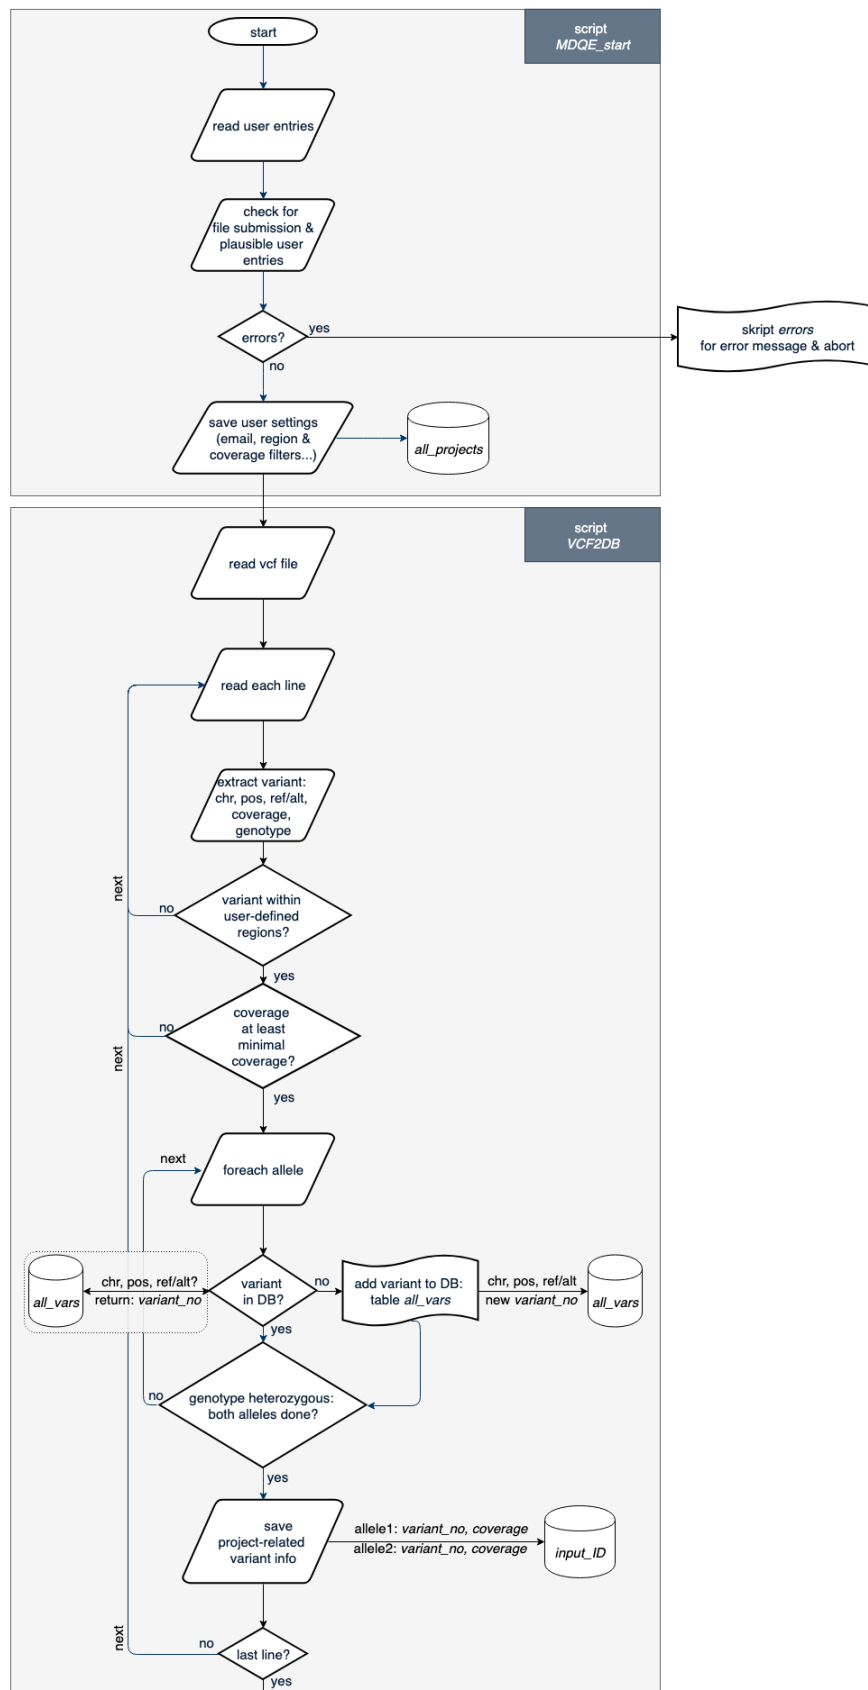 script
MDQE_start
start
read user entries
check for
file submission &
plausible user
entries
errors?
yes
no
skript errors
for error message & abort
save user settings
(email, region &
coverage filters...)
all_projects
script
VCF2DB
read vcf file
read each line
extract variant:
chr, pos, ref/alt,
coverage,
genotype
next
no
variant within
user-defined
regions?
yes
no
coverage
at least
minimal
coverage?
next
yes
next
foreach allele
all_vars
chr, pos, ref/alt?
return: variant_no
variant
in DB?
no
add variant to DB:
table all_vars
chr, pos, ref/alt
new variant_no
all_vars
yes
no
genotype heterozygous:
both alleles done?
yes
save
project-related
variant info
allele1: variant_no, coverage
allele2: variant_no, coverage
input_ID
next
no
last line?
yes